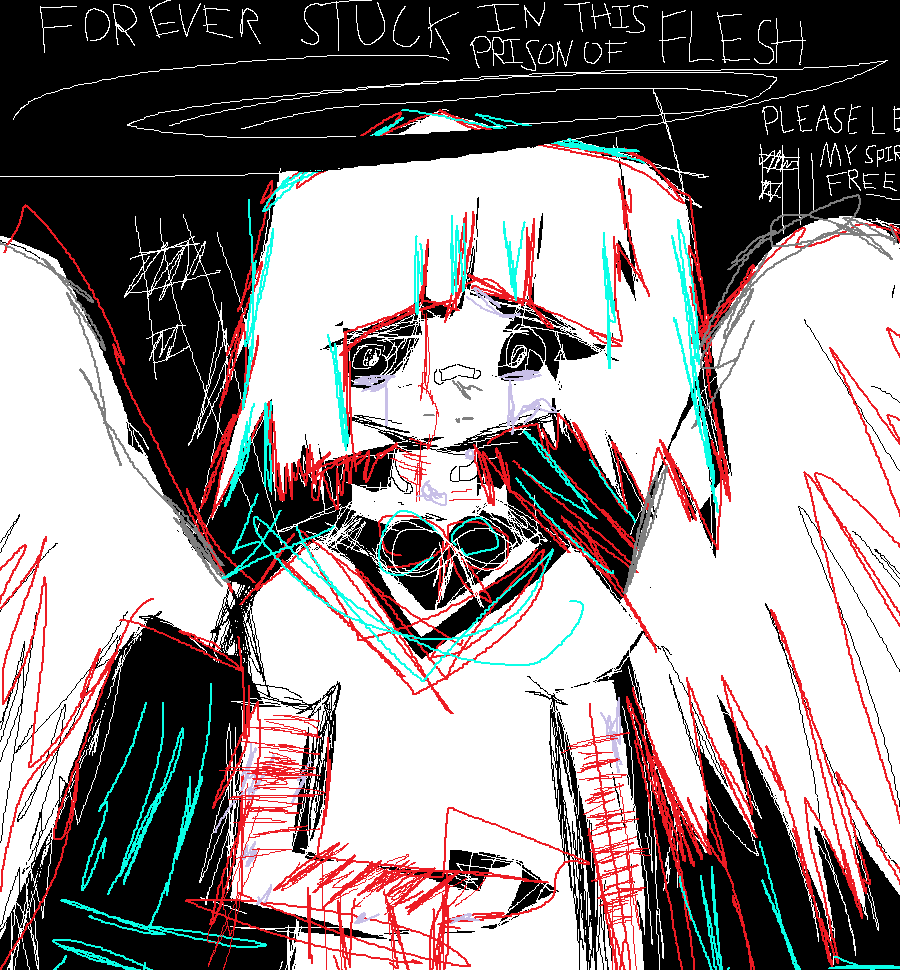 FOREVER STUCK IN THIS
PRISON OF FLESH
PLEASE LE
MY SPIR
FREE